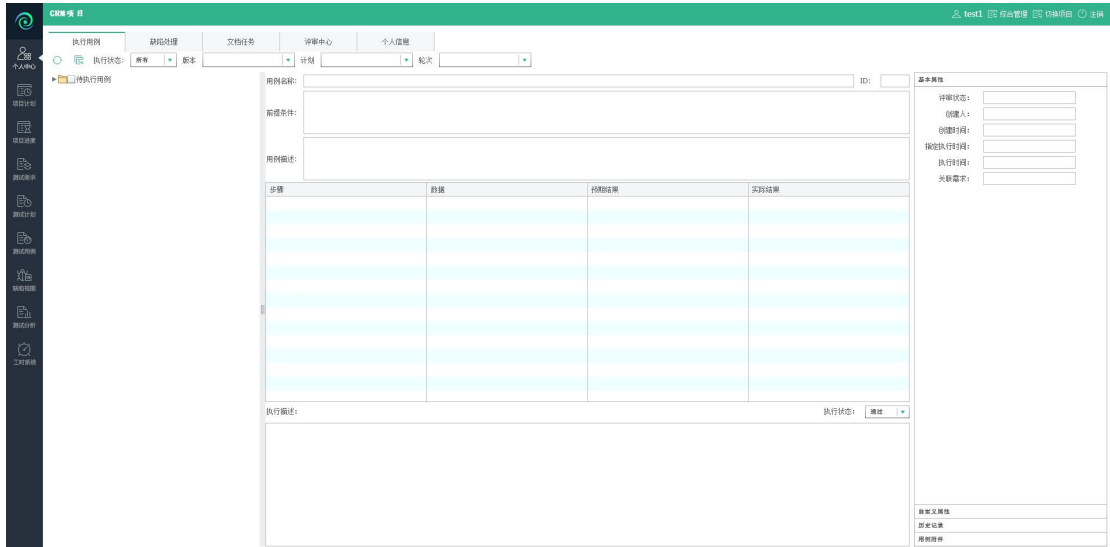 CRM项目 test1 综合管理 切换项目 注销
执行用例 缺陷处理 文档任务 评审中心 个人信息
执行状态: 所有 版本 计划 轮次
个人中心
项目计划
项目进度
测试需求
测试计划
测试用例
缺陷视图
测试分析
工时系统
待执行用例
用例名称: ID:
前提条件:
用例描述:
步骤 数据 预期结果 实际结果
执行描述: 执行状态: 通过
基本属性
评审状态:
创建人:
创建时间:
指定执行时间:
执行时间:
关联需求:
自定义属性
历史记录
用例附件